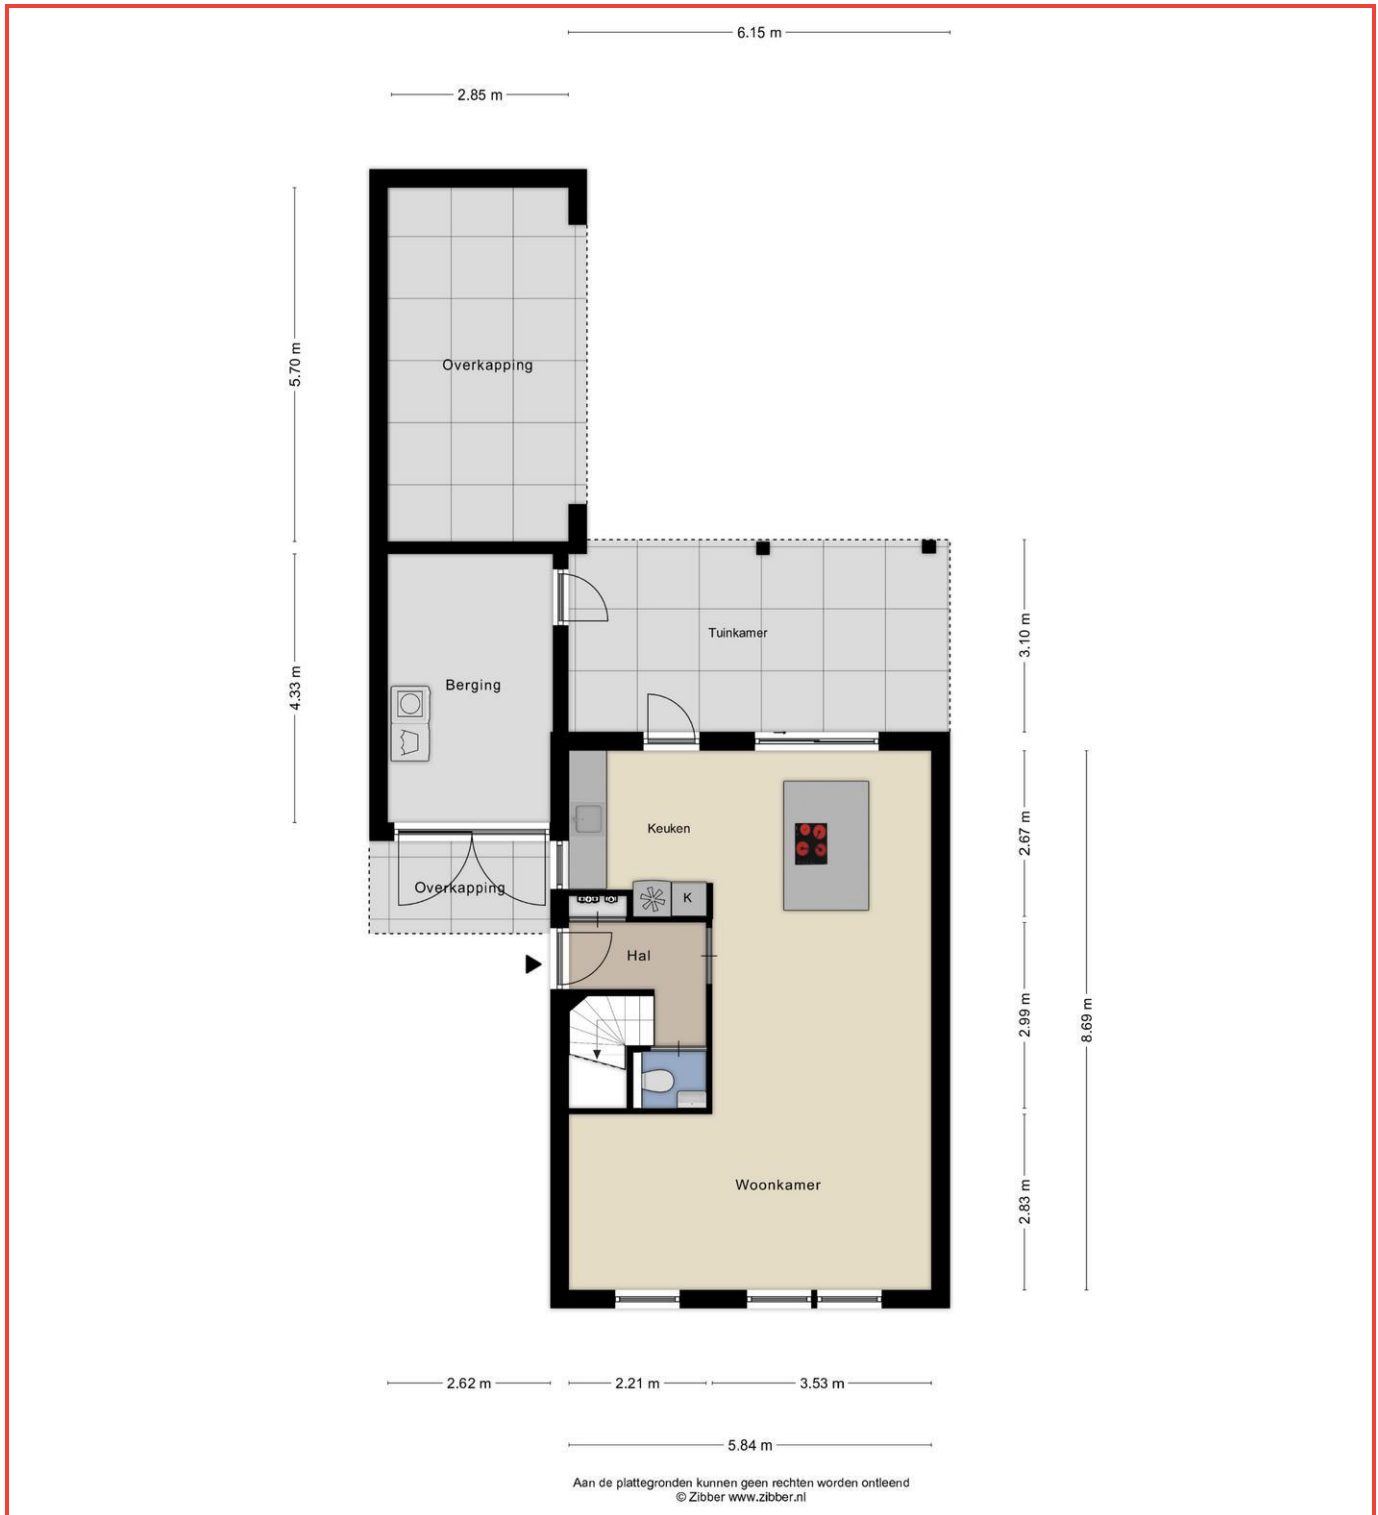 6.15 m
2.85 m
5.70 m
Overkapping
3.10 m
Tuinkamer
4.33 m
Berging
2.67 m
Keuken
Overkapping
K
Hal
2.99 m
8.69 m
2.83 m
Woonkamer
2.62 m
2.21 m
3.53 m
5.84 m
Aan de plattegronden kunnen geen rechten worden ontleend
© Zibber www.zibber.nl